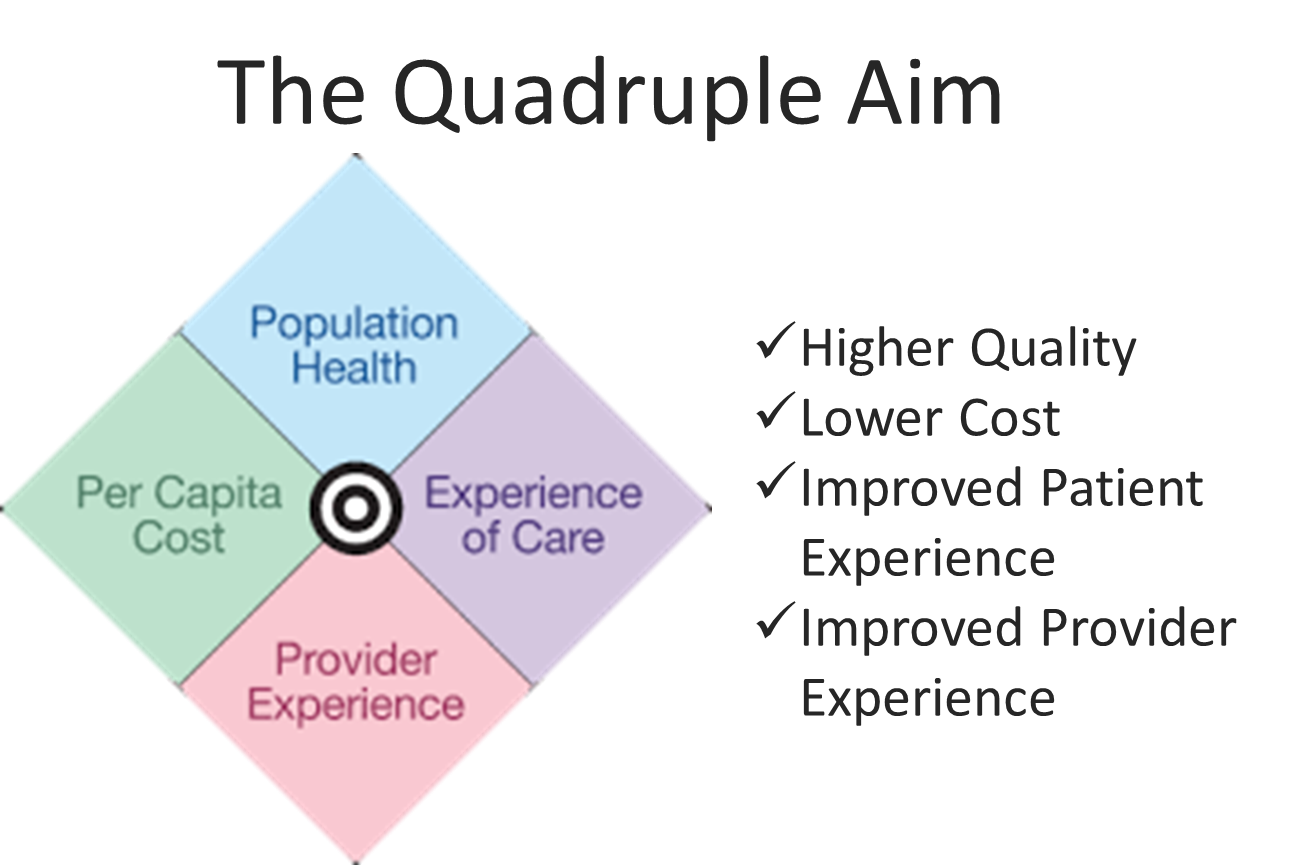 The Quadruple Aim
Population
Health
Per Capita
Cost
Experience
of Care
Provider
Experience
✓Higher Quality
✓Lower Cost
✓Improved Patient
Experience
✓Improved Provider
Experience